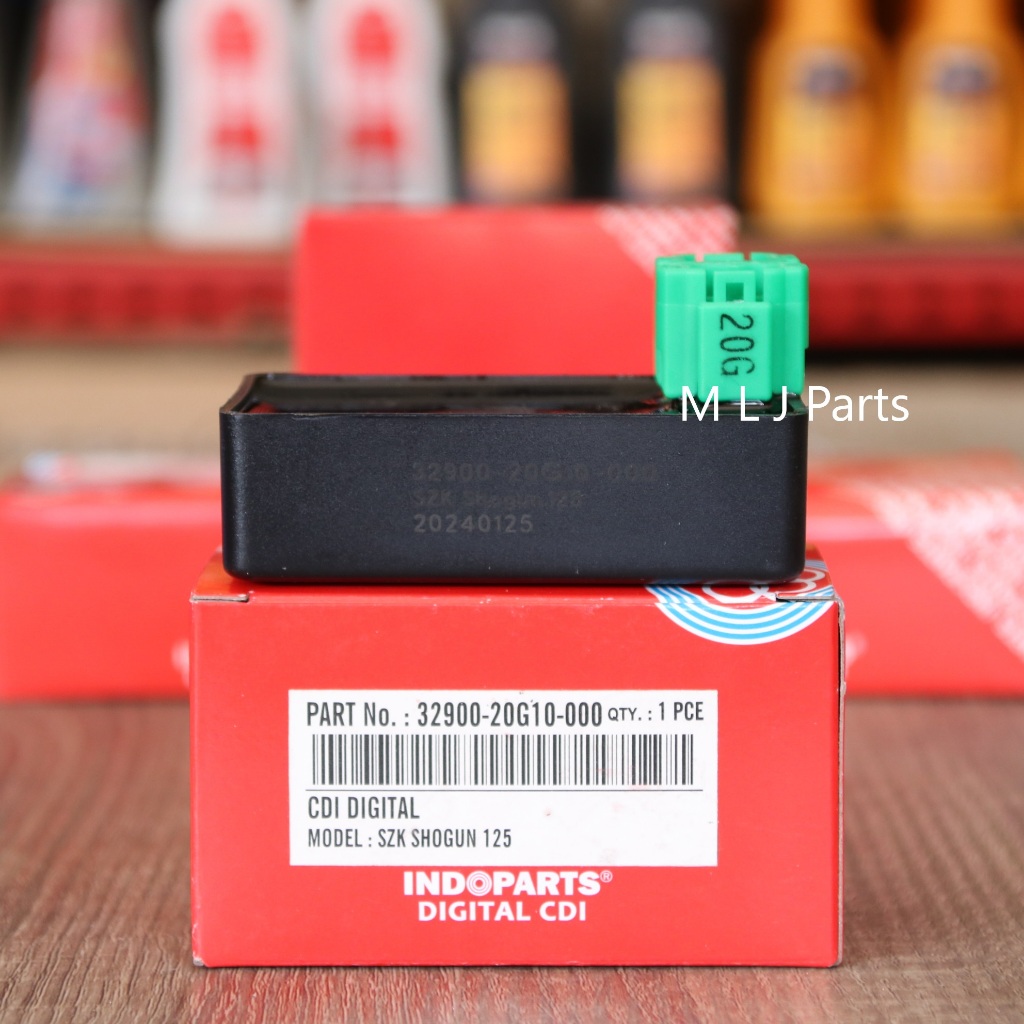 20G
M L J Parts
32900-20G10-000
SZK Shogun 125
20240125
PART No. : 32900-20G10-000 QTY. : 1 PCE
CDI DIGITAL
MODEL : SZK SHOGUN 125
INDOPARTS®
DIGITAL CDI